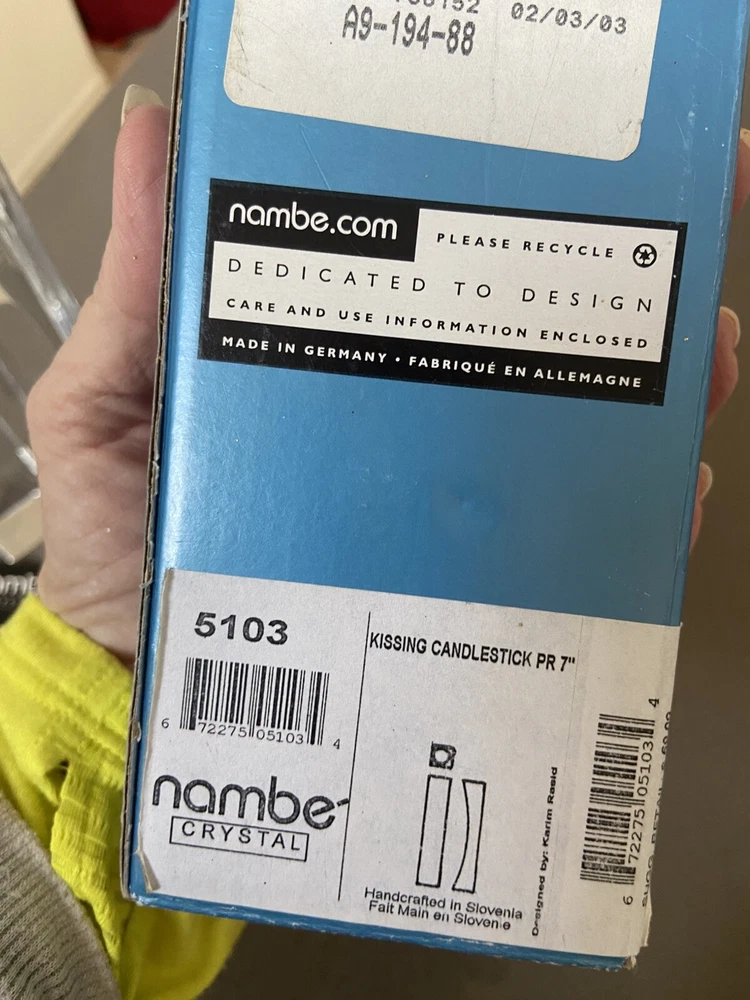 02/03/03
A9-194-88
nambe.com
PLEASE RECYCLE
DEDICATED TO DESIGN
CARE AND USE INFORMATION ENCLOSED
MADE IN GERMANY • FABRIQUÉ EN ALLEMAGNE
5103
KISSING CANDLESTICK PR 7"
6 72275 05103 4
nambe
CRYSTAL
Handcrafted in Slovenia
Fait Main en Slovenie
Designed by: Karim Rasid
6 72275 05103 4